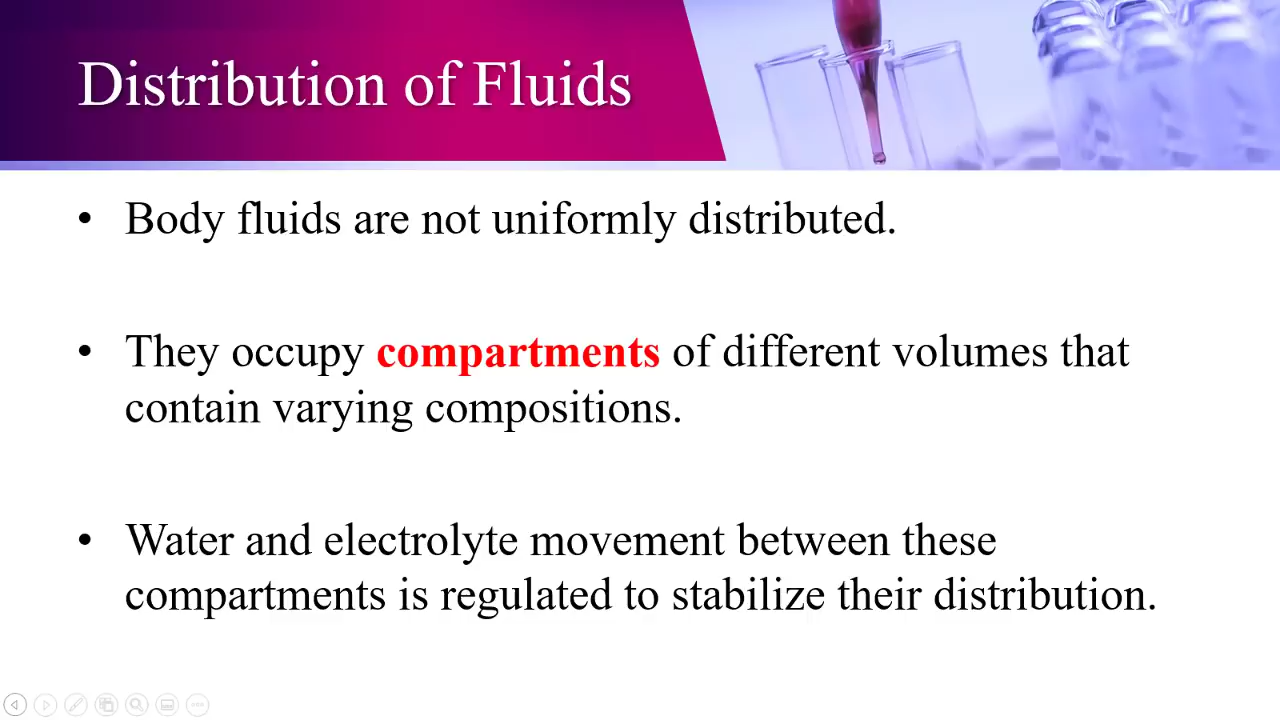 Distribution of Fluids
• Body fluids are not uniformly distributed.
• They occupy compartments of different volumes that
contain varying compositions.
• Water and electrolyte movement between these
compartments is regulated to stabilize their distribution.